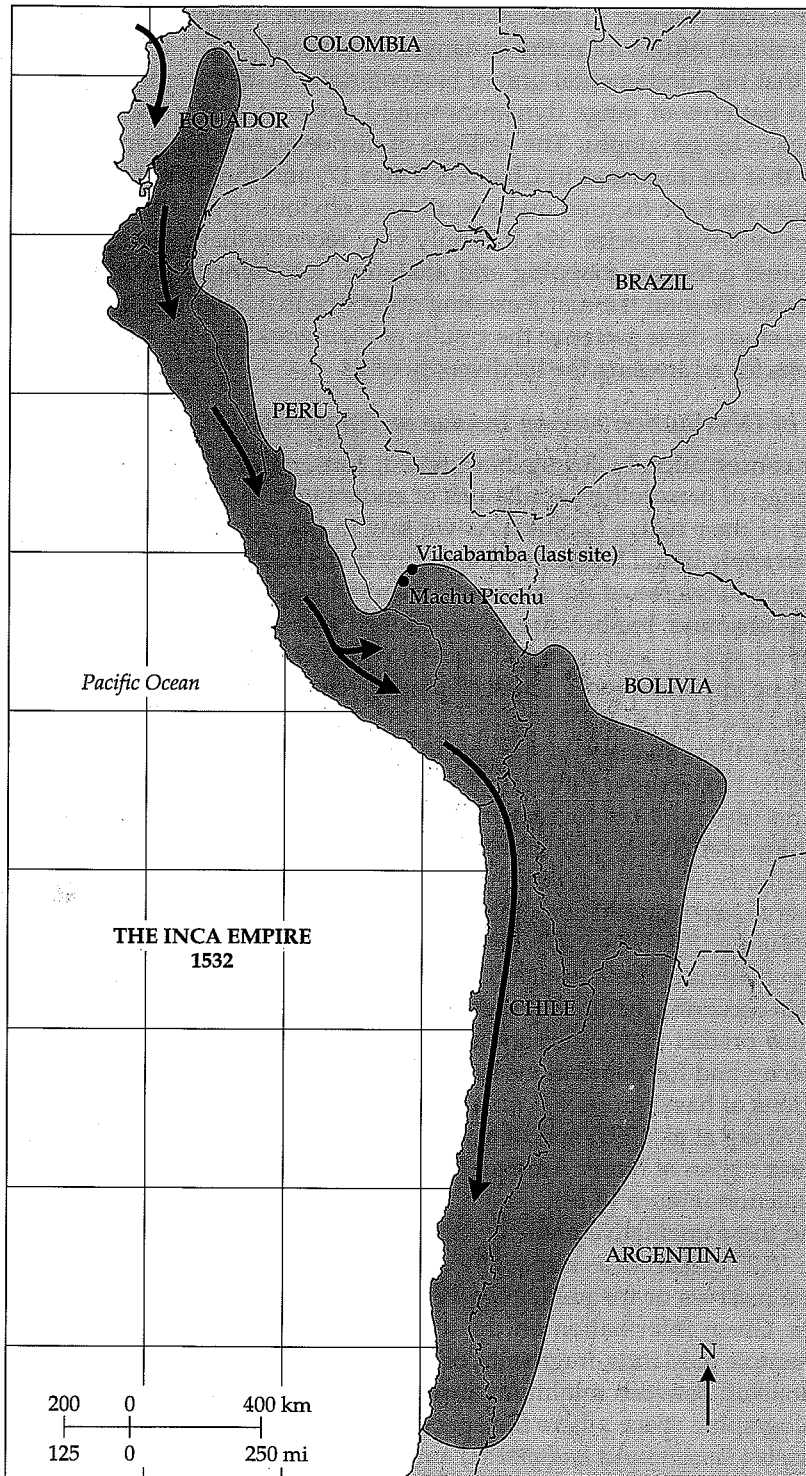 COLOMBIA
EQUADOR
BRAZIL
PERU
Vilcabamba (last site)
Machu Picchu
Pacific Ocean
BOLIVIA
THE INCA EMPIRE
1532
CHILE
ARGENTINA
N
200 0 400 km
125 0 250 mi